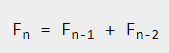 Fn = Fn-1 + Fn-2